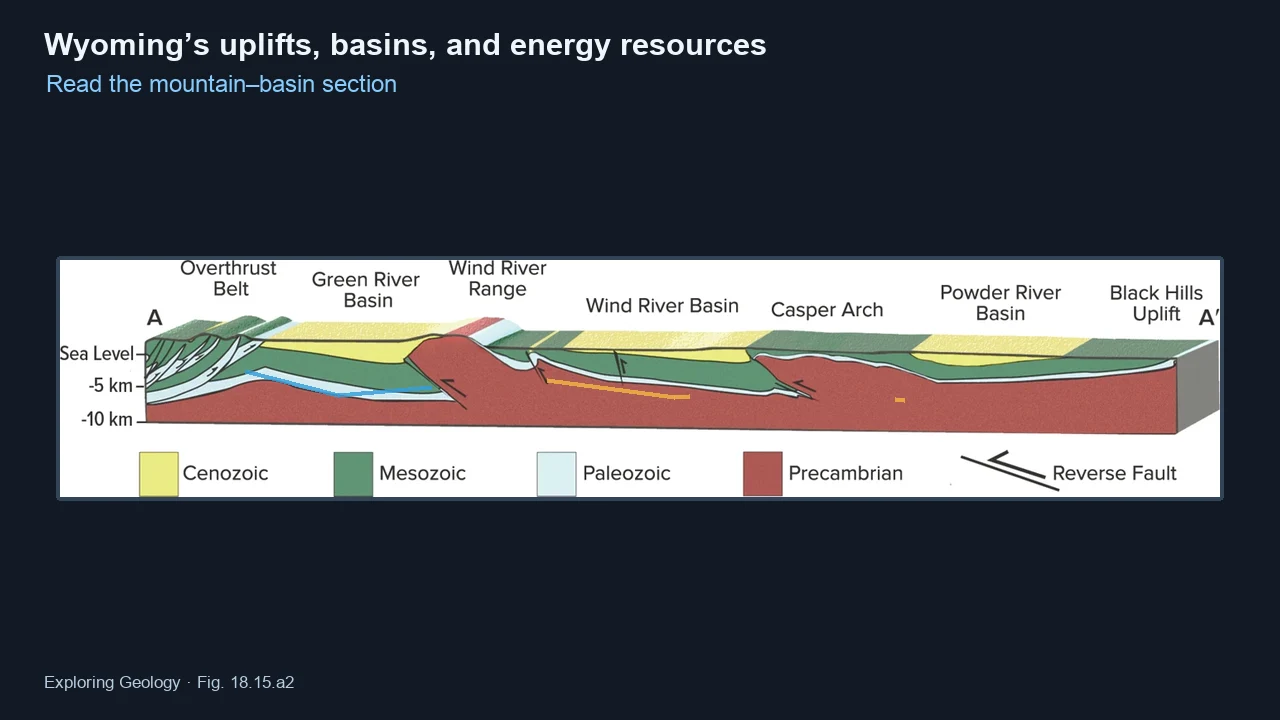 Wyoming’s uplifts, basins, and energy resources
Read the mountain–basin section
Overthrust
Belt
Green River
Basin
Wind River
Range
Wind River Basin
Casper Arch
Powder River
Basin
Black Hills
Uplift
A
A′
Sea Level
-5 km
-10 km
Cenozoic
Mesozoic
Paleozoic
Precambrian
Reverse Fault
Exploring Geology · Fig. 18.15.a2